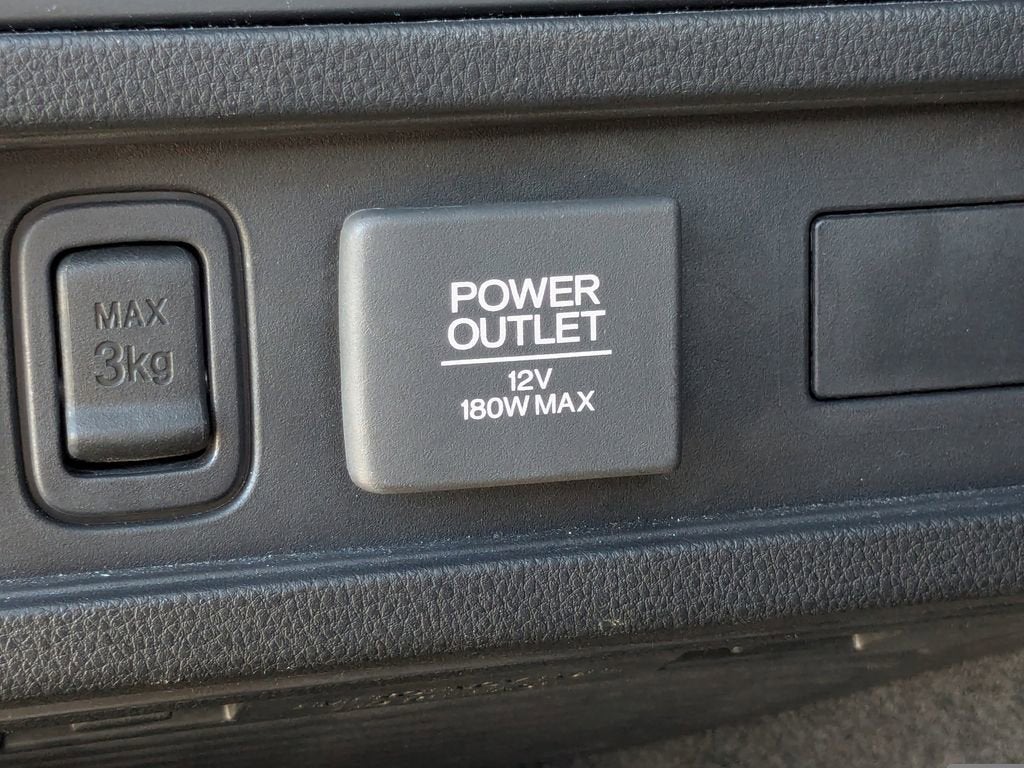 MAX
3kg
POWER
OUTLET
12V
180W MAX